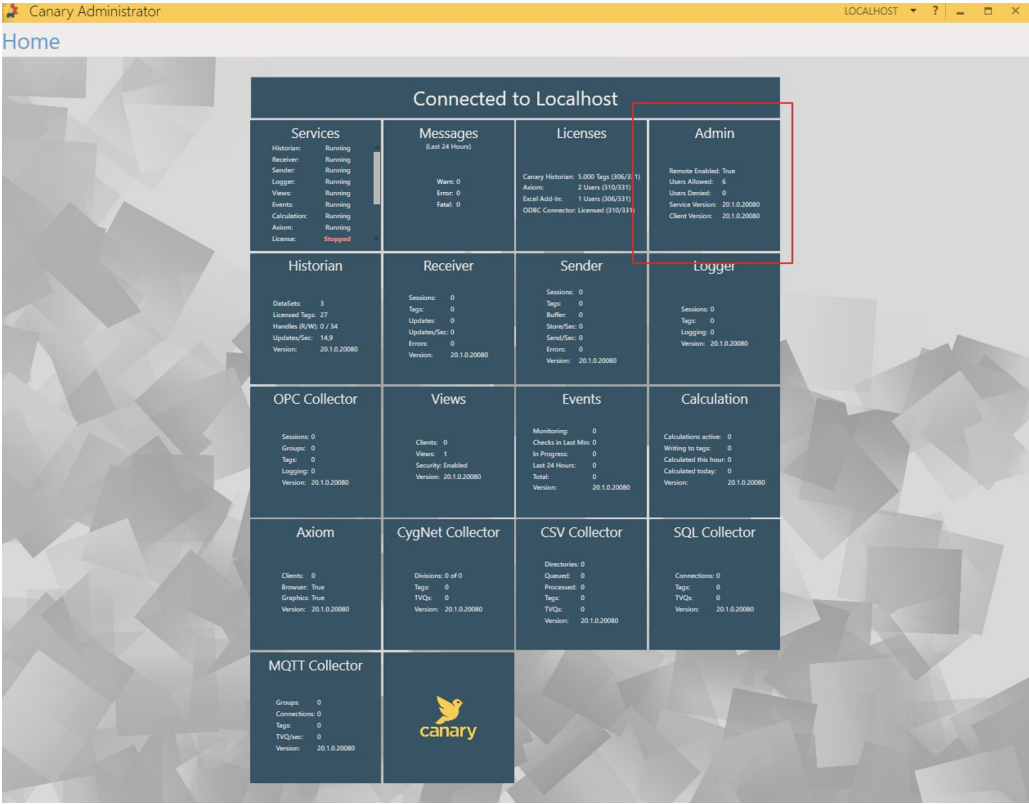 Canary Administrator
LOCALHOST ?
Home
Connected to Localhost
Services
Historian: Running
Receiver: Running
Sender: Running
Logger: Running
Views: Running
Events: Running
Calculation: Running
Axiom: Running
License: Stopped
Messages
(Last 24 Hours)
Warn: 0
Error: 0
Fatal: 0
Licenses
Canary Historian: 5.000 Tags (306/331)
Axiom: 2 Users (310/331)
Excel Add-In: 1 Users (306/331)
ODBC Connector: Licensed (310/331)
Admin
Remote Enabled: True
Users Allowed: 6
Users Denied: 0
Service Version: 20.1.0.20080
Client Version: 20.1.0.20080
Historian
DataSets: 3
Licensed Tags: 27
Handles (R/W): 0 / 34
Updates/Sec: 14,9
Version: 20.1.0.20080
Receiver
Sessions: 0
Tags: 0
Updates: 0
Updates/Sec: 0
Errors: 0
Version: 20.1.0.20080
Sender
Sessions: 0
Tags: 0
Buffer: 0
Store/Sec: 0
Send/Sec: 0
Errors: 0
Version: 20.1.0.20080
Logger
Sessions: 0
Tags: 0
Logging: 0
Version: 20.1.0.20080
OPC Collector
Sessions: 0
Groups: 0
Tags: 0
Logging: 0
Version: 20.1.0.20080
Views
Clients: 0
Views: 1
Security: Enabled
Version: 20.1.0.20080
Events
Monitoring: 0
Checks in Last Min: 0
In Progress: 0
Last 24 Hours: 0
Total: 0
Version: 20.1.0.20080
Calculation
Calculations active: 0
Writing to tags: 0
Calculated this hour: 0
Calculated today: 0
Version: 20.1.0.20080
Axiom
Clients: 0
Browser: True
Graphics: True
Version: 20.1.0.20080
CygNet Collector
Divisions: 0 of 0
Tags: 0
TVQs: 0
Version: 20.1.0.20080
CSV Collector
Directories: 0
Queued: 0
Processed: 0
Tags: 0
TVQs: 0
Version: 20.1.0.20080
SQL Collector
Connections: 0
Tags: 0
TVQs: 0
Version: 20.1.0.20080
MQTT Collector
Groups: 0
Connections: 0
Tags: 0
TVQ/sec: 0
Version: 20.1.0.20080
canary